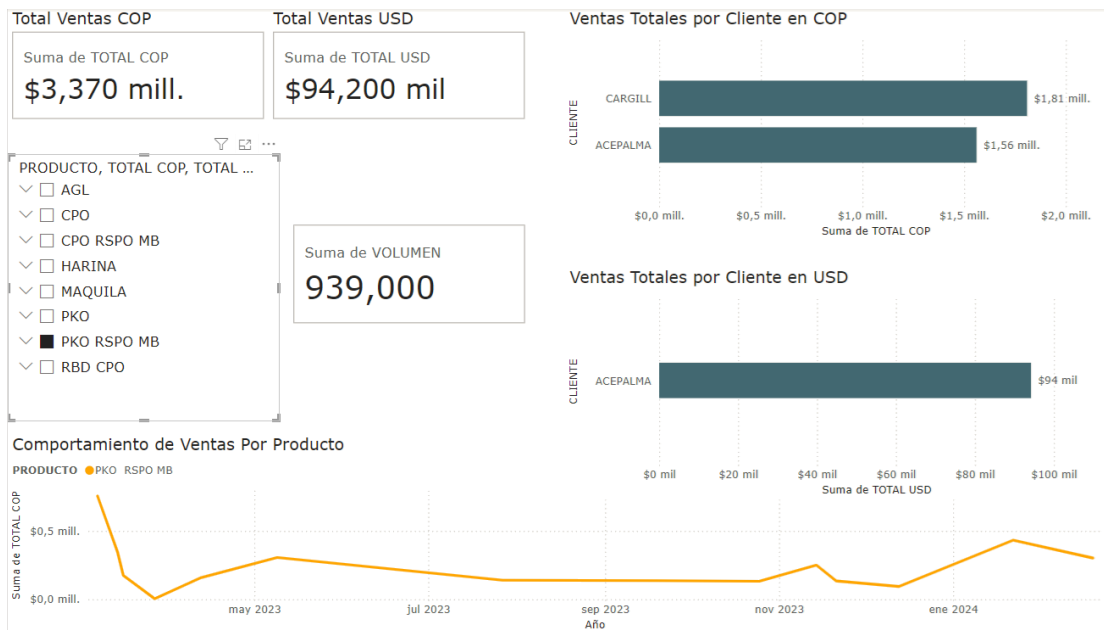 Total Ventas COP
Suma de TOTAL COP
$3,370 mill.
Total Ventas USD
Suma de TOTAL USD
$94,200 mil
PRODUCTO, TOTAL COP, TOTAL ...
AGL
CPO
CPO RSPO MB
HARINA
MAQUILA
PKO
PKO RSPO MB
RBD CPO
Suma de VOLUMEN
939,000
Ventas Totales por Cliente en COP
CLIENTE
CARGILL
$1,81 mill.
ACEPALMA
$1,56 mill.
$0,0 mill. $0,5 mill. $1,0 mill. $1,5 mill. $2,0 mill.
Suma de TOTAL COP
Ventas Totales por Cliente en USD
CLIENTE
ACEPALMA
$94 mil
$0 mil $20 mil $40 mil $60 mil $80 mil $100 mil
Suma de TOTAL USD
Comportamiento de Ventas Por Producto
PRODUCTO PKO RSPO MB
Suma de TOTAL COP
$0,5 mill.
$0,0 mill.
may 2023 jul 2023 sep 2023 nov 2023 ene 2024
Año